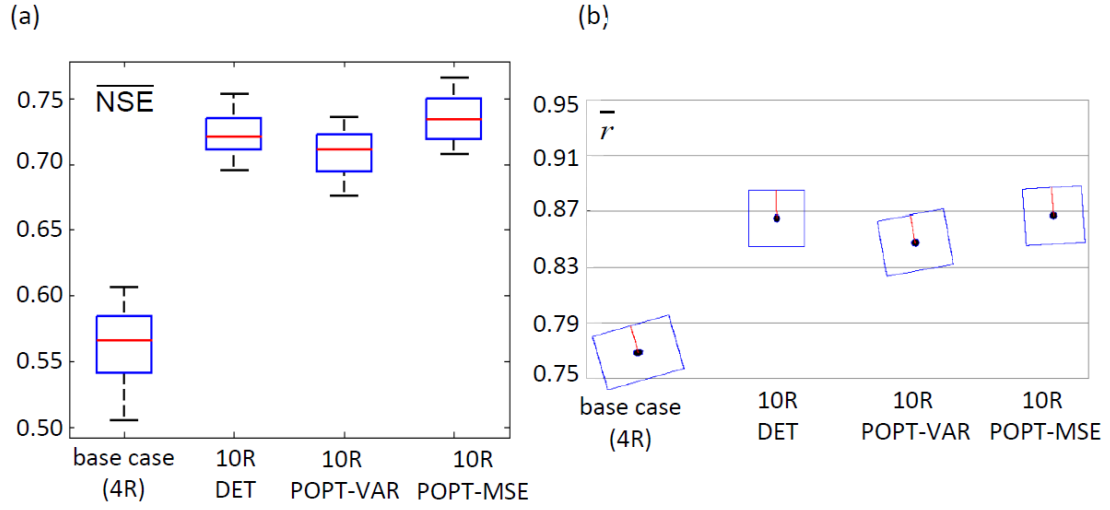 (a)
NSE
0.75
0.70
0.65
0.60
0.55
0.50
base case
(4R)
10R
DET
10R
POPT-VAR
10R
POPT-MSE
(b)
r
0.95
0.91
0.87
0.83
0.79
0.75
base case
(4R)
10R
DET
10R
POPT-VAR
10R
POPT-MSE